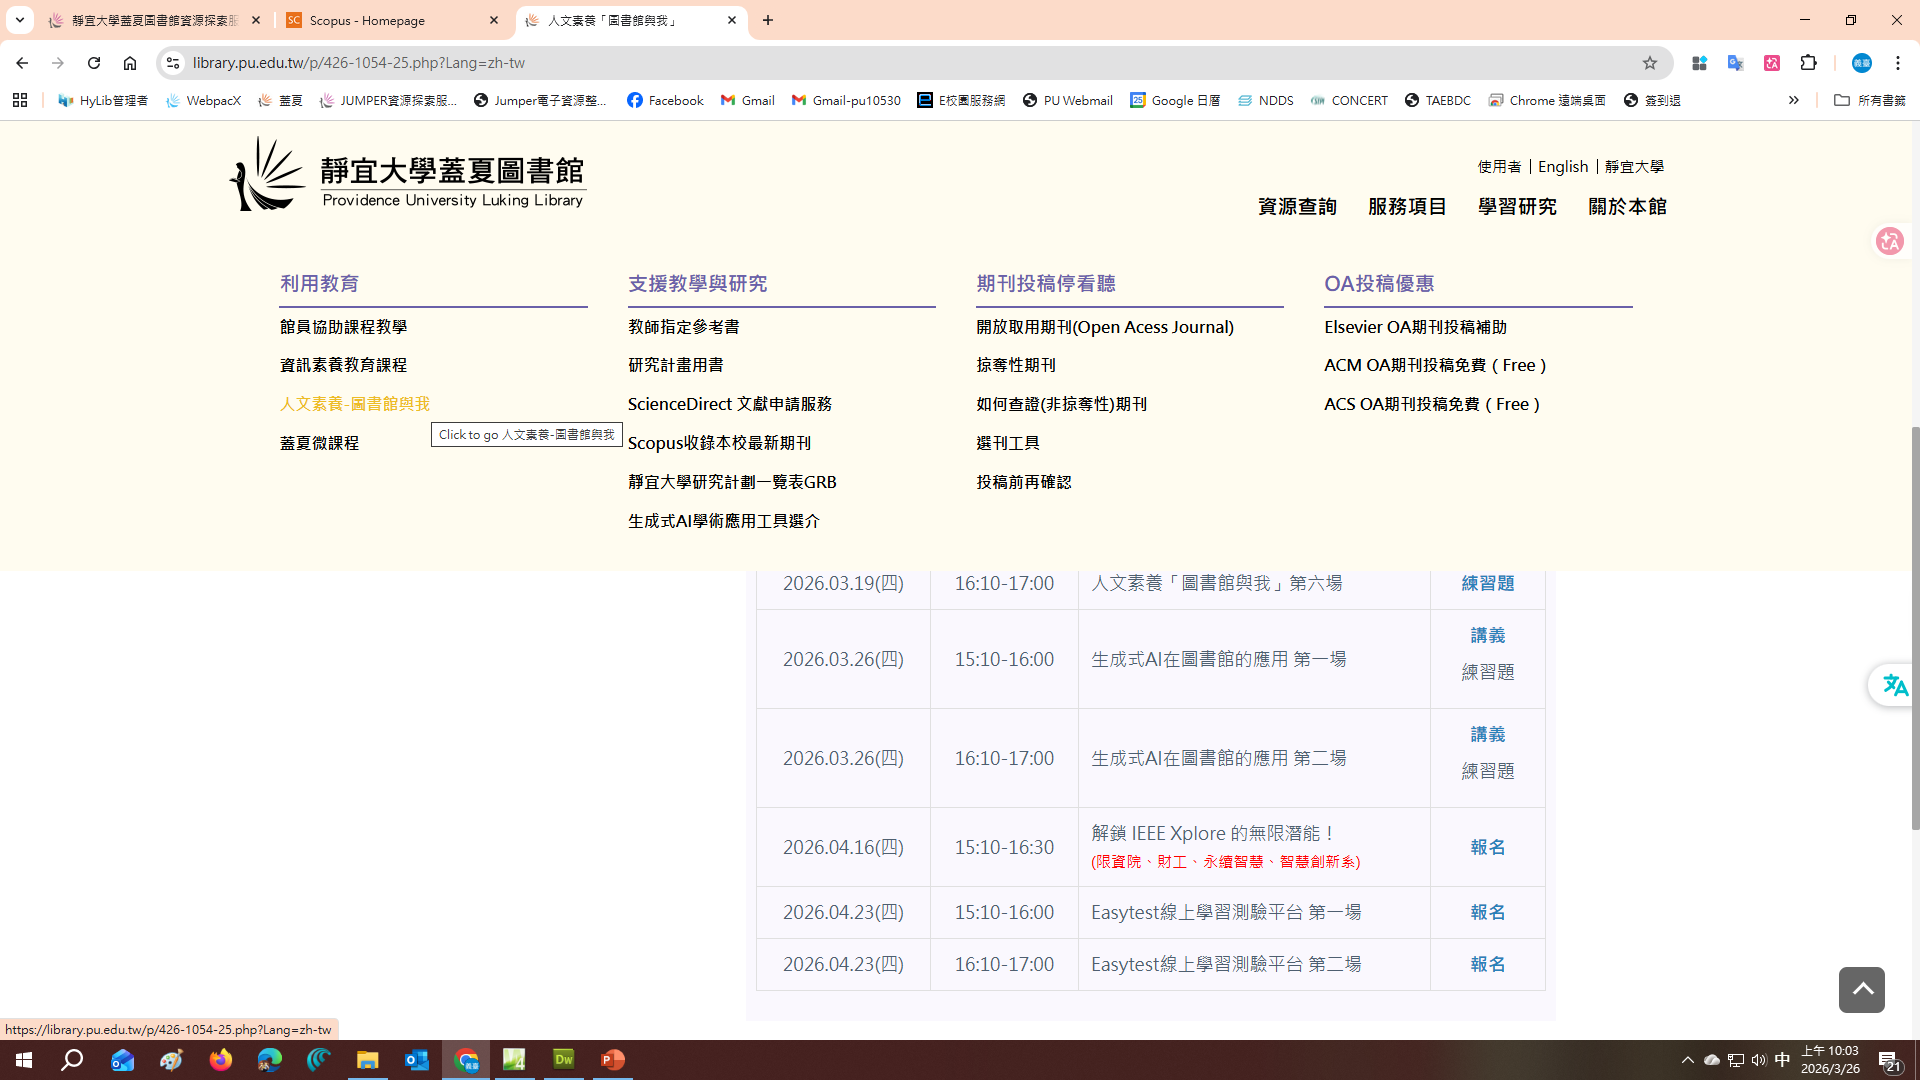 靜宜大學蓋夏圖書館資源探索服
Scopus - Homepage
人文素養「圖書館與我」
library.pu.edu.tw/p/426-1054-25.php?Lang=zh-tw
HyLib管理者
WebpacX
蓋夏
JUMPER資源探索服...
Jumper電子資源整...
Facebook
Gmail
Gmail-pu10530
E校園服務網
PU Webmail
Google 日曆
NDDS
CONCERT
TAEBDC
Chrome 遠端桌面
簽到退
所有書籤
義臺
靜宜大學蓋夏圖書館
Providence University Luking Library
使用者 | English | 靜宜大學
資源查詢 服務項目 學習研究 關於本館
利用教育
館員協助課程教學
資訊素養教育課程
人文素養-圖書館與我
蓋夏微課程
Click to go 人文素養-圖書館與我
支援教學與研究
教師指定參考書
研究計畫用書
ScienceDirect 文獻申請服務
Scopus收錄本校最新期刊
靜宜大學研究計劃一覽表GRB
生成式AI學術應用工具選介
期刊投稿停看聽
開放取用期刊(Open Acess Journal)
掠奪性期刊
如何查證(非掠奪性)期刊
選刊工具
投稿前再確認
OA投稿優惠
Elsevier OA期刊投稿補助
ACM OA期刊投稿免費（Free）
ACS OA期刊投稿免費（Free）
2026.03.19(四) 16:10-17:00 人文素養「圖書館與我」第六場 練習題
2026.03.26(四) 15:10-16:00 生成式AI在圖書館的應用 第一場 講義
練習題
2026.03.26(四) 16:10-17:00 生成式AI在圖書館的應用 第二場 講義
練習題
2026.04.16(四) 15:10-16:30 解鎖 IEEE Xplore 的無限潛能！ 報名
(限資院、財工、永續智慧、智慧創新系)
2026.04.23(四) 15:10-16:00 Easytest線上學習測驗平台 第一場 報名
2026.04.23(四) 16:10-17:00 Easytest線上學習測驗平台 第二場 報名
https://library.pu.edu.tw/p/426-1054-25.php?Lang=zh-tw
中
上午 10:03
2026/3/26
21